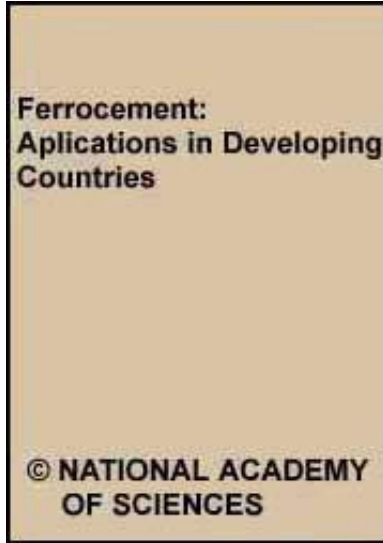 Ferrocement:
Aplications in Developing
Countries
© NATIONAL ACADEMY
OF SCIENCES